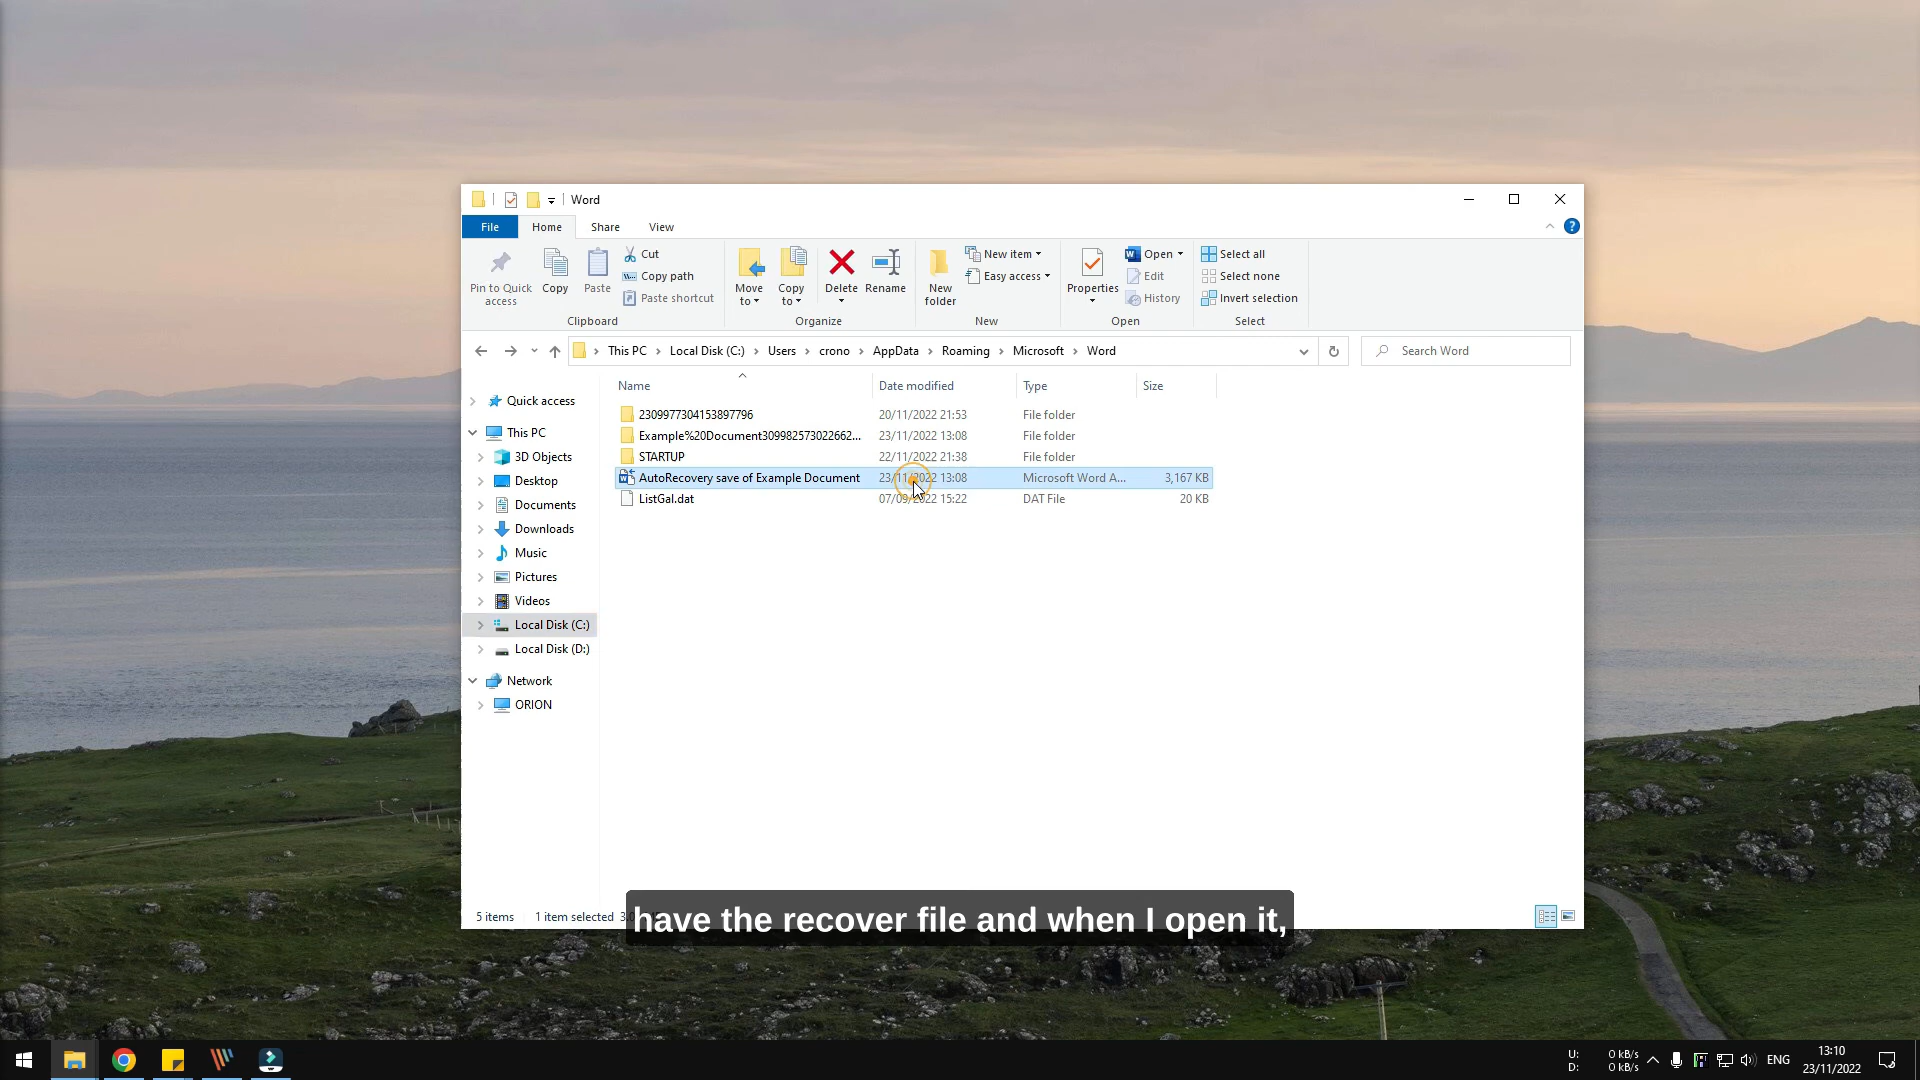 Word
File Home Share View
Pin to Quick access
Copy
Paste
Cut
Copy path
Paste shortcut
Clipboard
Move to
Copy to
Delete
Rename
Organize
New folder
New item
Easy access
New
Properties
Open
Edit
History
Open
Select all
Select none
Invert selection
Select
This PC Local Disk (C:) Users crono AppData Roaming Microsoft Word
Search Word
Quick access
This PC
3D Objects
Desktop
Documents
Downloads
Music
Pictures
Videos
Local Disk (C:)
Local Disk (D:)
Network
ORION
Name Date modified Type Size
2309977304153897796 20/11/2022 21:53 File folder
Example%20Document309982573022662... 23/11/2022 13:08 File folder
STARTUP 22/11/2022 21:38 File folder
AutoRecovery save of Example Document 23/11/2022 13:08 Microsoft Word A... 3,167 KB
ListGal.dat 07/09/2022 15:22 DAT File 20 KB
5 items 1 item selected
have the recover file and when I open it,
U: 0 kB/s
D: 0 kB/s
ENG
13:10
23/11/2022